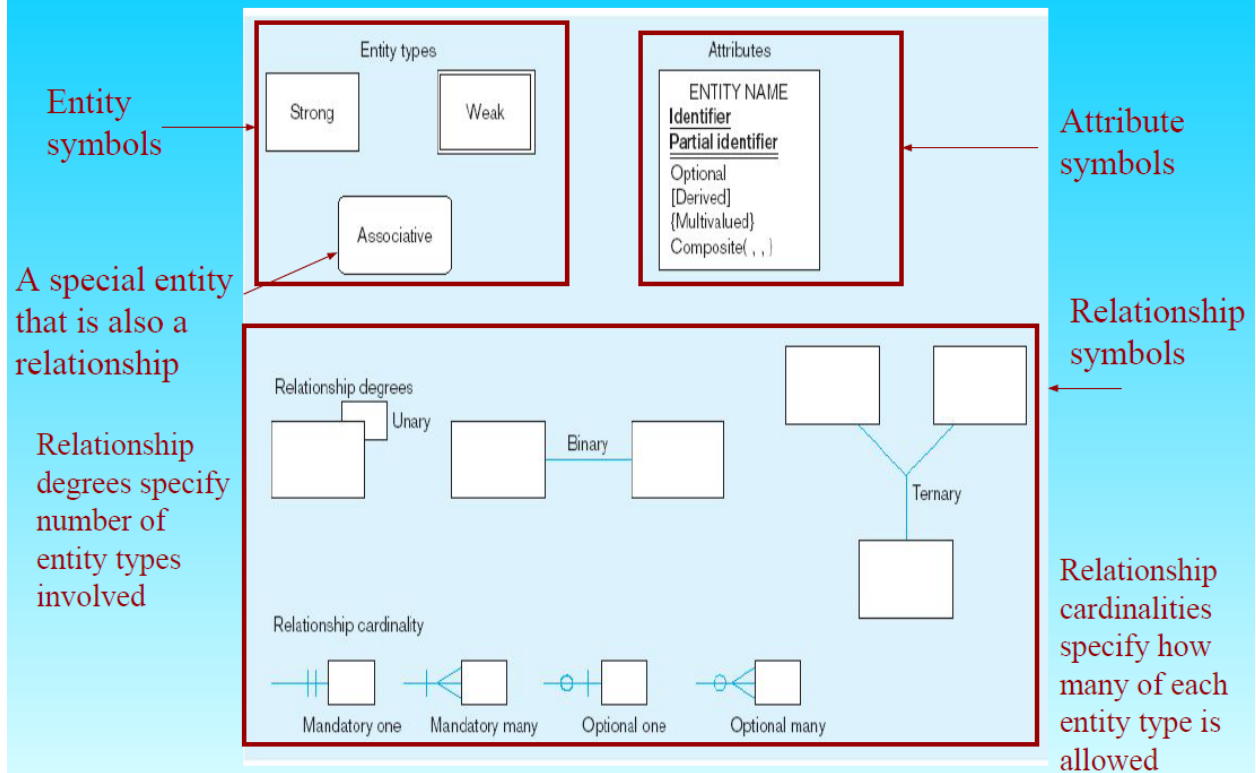 Entity types
Strong
Weak
Associative
Attributes
ENTITY NAME
Identifier
Partial identifier
Optional
[Derived]
{Multivalued}
Composite( , , )
Entity
symbols
Attribute
symbols
A special entity
that is also a
relationship
Relationship
symbols
Relationship degrees
Unary
Binary
Ternary
Relationship
degrees specify
number of
entity types
involved
Relationship cardinality
Mandatory one
Mandatory many
Optional one
Optional many
Relationship
cardinalities
specify how
many of each
entity type is
allowed